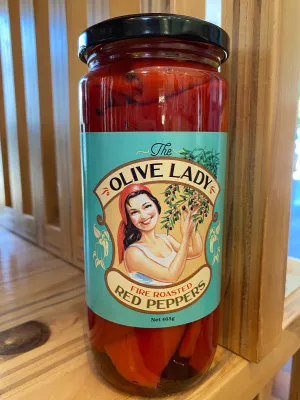 The
OLIVE LADY
FIRE ROASTED
RED PEPPERS